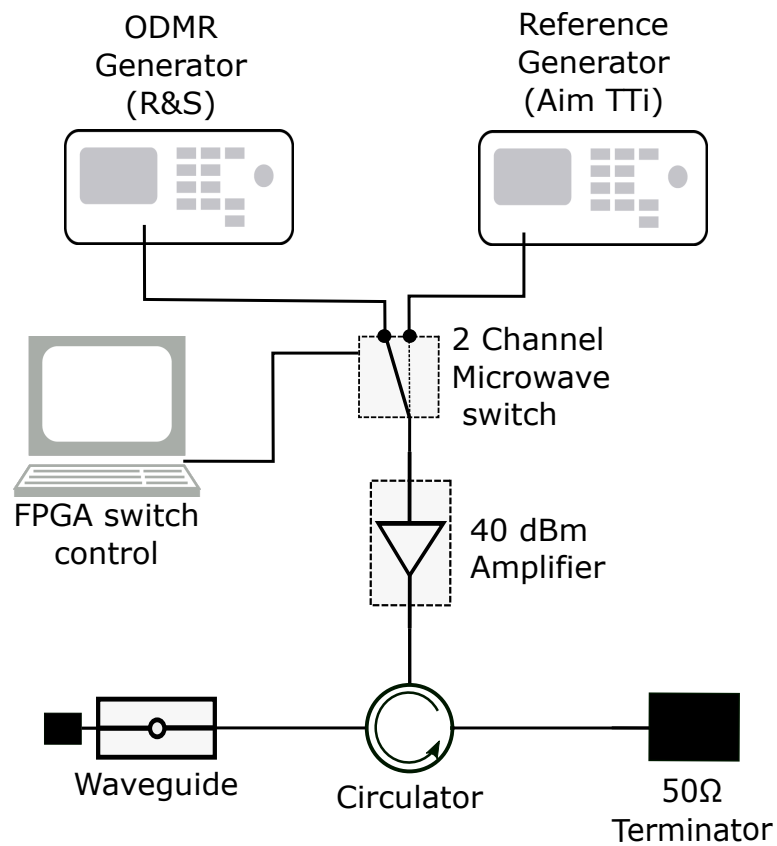 ODMR
Generator
(R&S)
Reference
Generator
(Aim TTi)
2 Channel
Microwave
switch
FPGA switch
control
40 dBm
Amplifier
Waveguide
Circulator
50Ω
Terminator